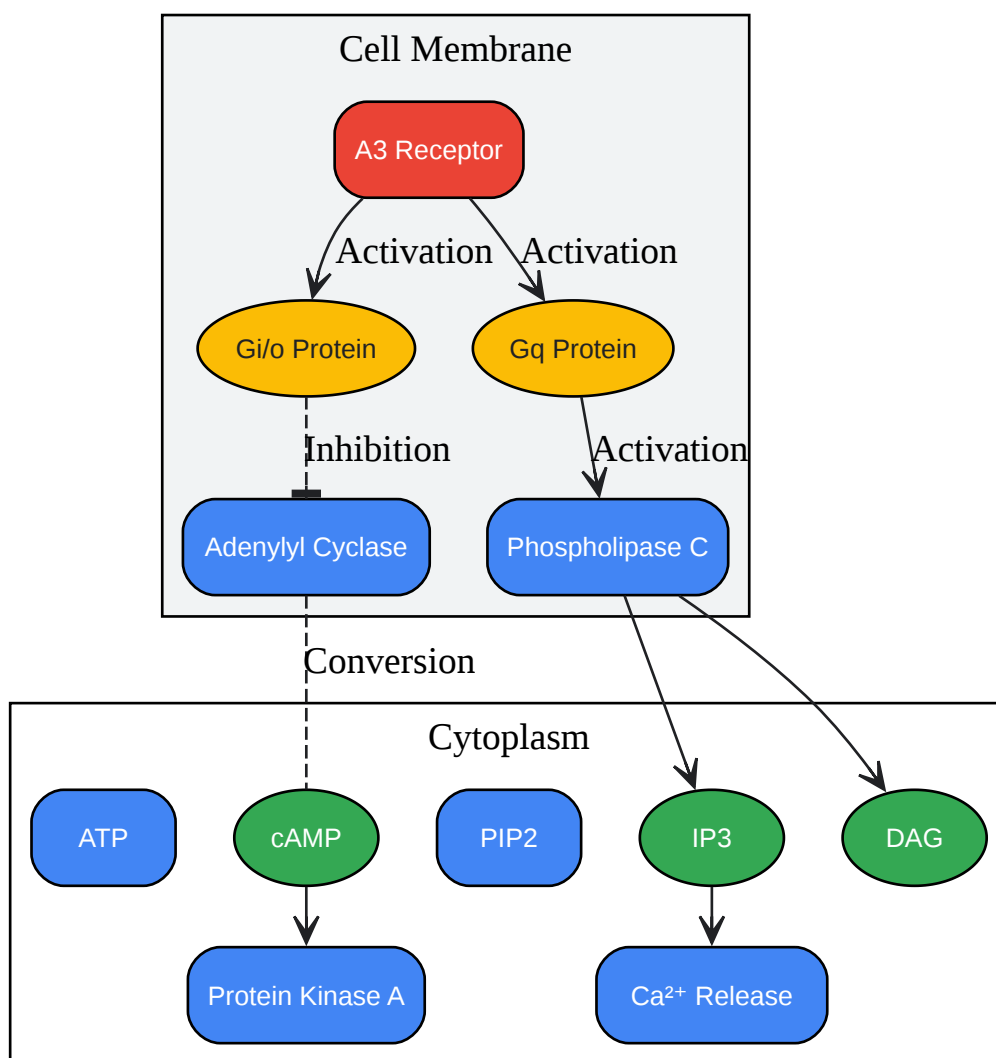 Cell Membrane
A3 Receptor
Activation
Activation
Gi/o Protein
Gq Protein
Inhibition
Activation
Adenylyl Cyclase
Phospholipase C
Conversion
Cytoplasm
ATP
cAMP
PIP2
IP3
DAG
Protein Kinase A
Ca²⁺ Release